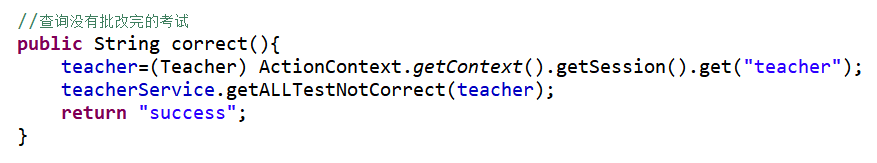 //查询没有批改完的考试
public String correct(){
    teacher=(Teacher) ActionContext.getContext().getSession().get("teacher");
    teacherService.getALLTestNotCorrect(teacher);
    return "success";
}